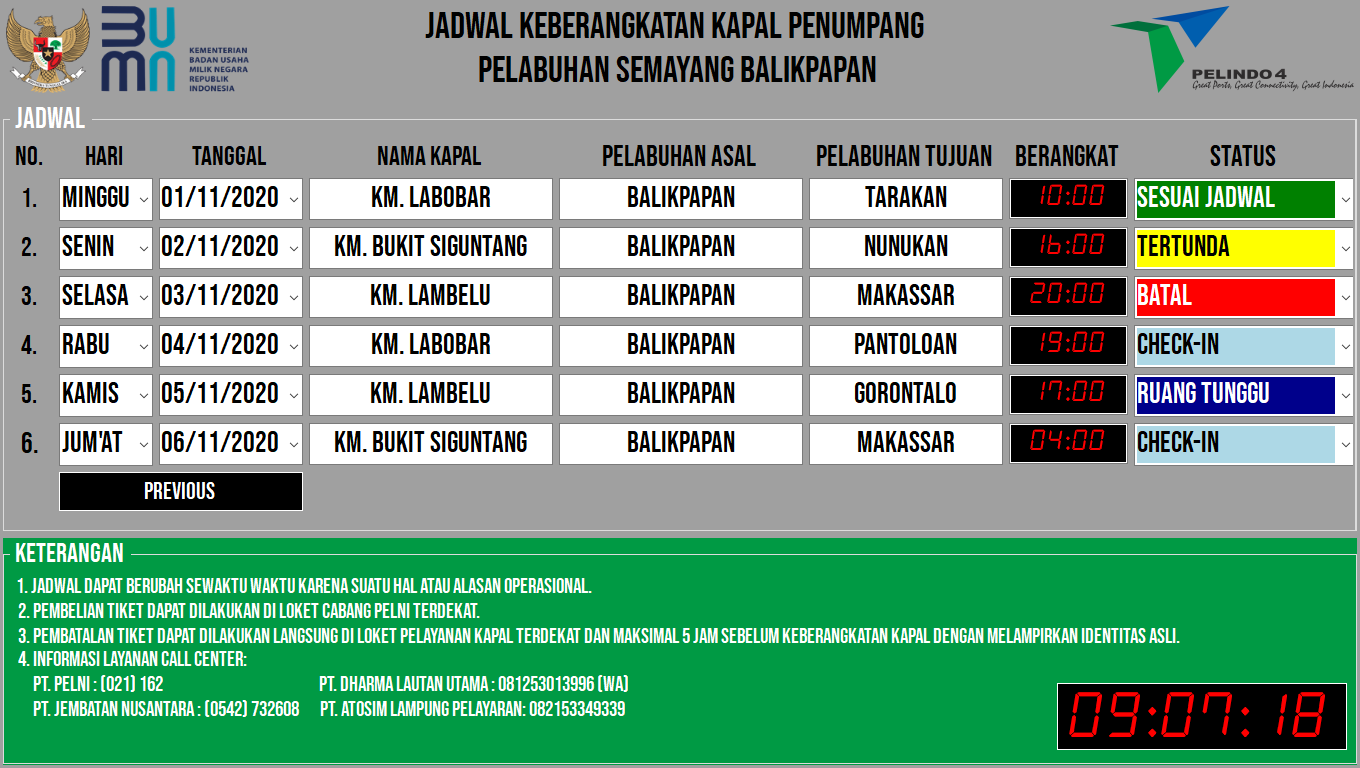 BUMN
KEMENTERIAN
BADAN USAHA
MILIK NEGARA
REPUBLIK
INDONESIA
JADWAL KEBERANGKATAN KAPAL PENUMPANG
PELABUHAN SEMAYANG BALIKPAPAN
PELINDO 4
Great Ports, Great Connectivity, Great Indonesia
JADWAL
NO. HARI TANGGAL NAMA KAPAL PELABUHAN ASAL PELABUHAN TUJUAN BERANGKAT STATUS
1. MINGGU 01/11/2020 KM. LABOBAR BALIKPAPAN TARAKAN 10:00 SESUAI JADWAL
2. SENIN 02/11/2020 KM. BUKIT SIGUNTANG BALIKPAPAN NUNUKAN 16:00 TERTUNDA
3. SELASA 03/11/2020 KM. LAMBELU BALIKPAPAN MAKASSAR 20:00 BATAL
4. RABU 04/11/2020 KM. LABOBAR BALIKPAPAN PANTOLOAN 19:00 CHECK-IN
5. KAMIS 05/11/2020 KM. LAMBELU BALIKPAPAN GORONTALO 17:00 RUANG TUNGGU
6. JUM'AT 06/11/2020 KM. BUKIT SIGUNTANG BALIKPAPAN MAKASSAR 04:00 CHECK-IN
PREVIOUS
KETERANGAN
1. JADWAL DAPAT BERUBAH SEWAKTU WAKTU KARENA SUATU HAL ATAU ALASAN OPERASIONAL.
2. PEMBELIAN TIKET DAPAT DILAKUKAN DI LOKET CABANG PELNI TERDEKAT.
3. PEMBATALAN TIKET DAPAT DILAKUKAN LANGSUNG DI LOKET PELAYANAN KAPAL TERDEKAT DAN MAKSIMAL 5 JAM SEBELUM KEBERANGKATAN KAPAL DENGAN MELAMPIRKAN IDENTITAS ASLI.
4. INFORMASI LAYANAN CALL CENTER:
PT. PELNI : (021) 162 PT. DHARMA LAUTAN UTAMA : 081253013996 (WA)
PT. JEMBATAN NUSANTARA : (0542) 732608 PT. ATOSIM LAMPUNG PELAYARAN: 082153349339
09:07:18